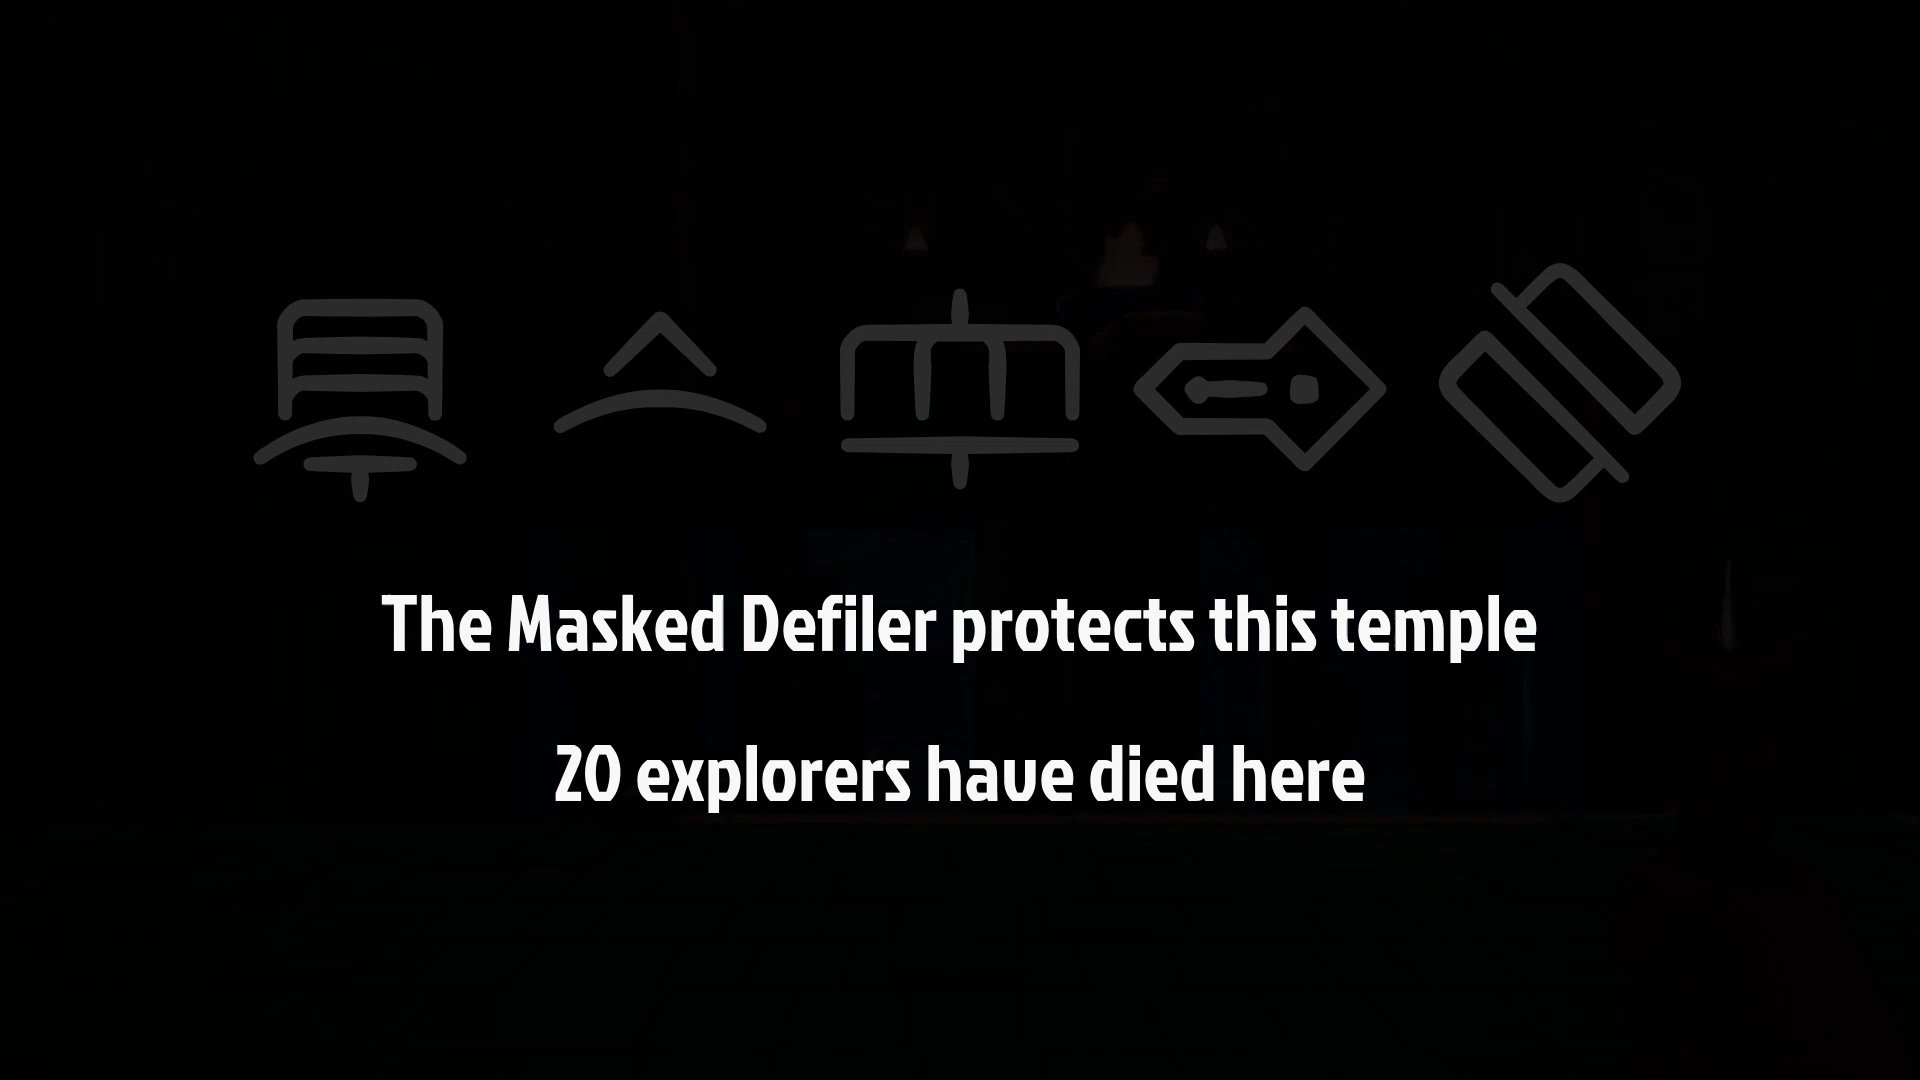 The Masked Defiler protects this temple
20 explorers have died here